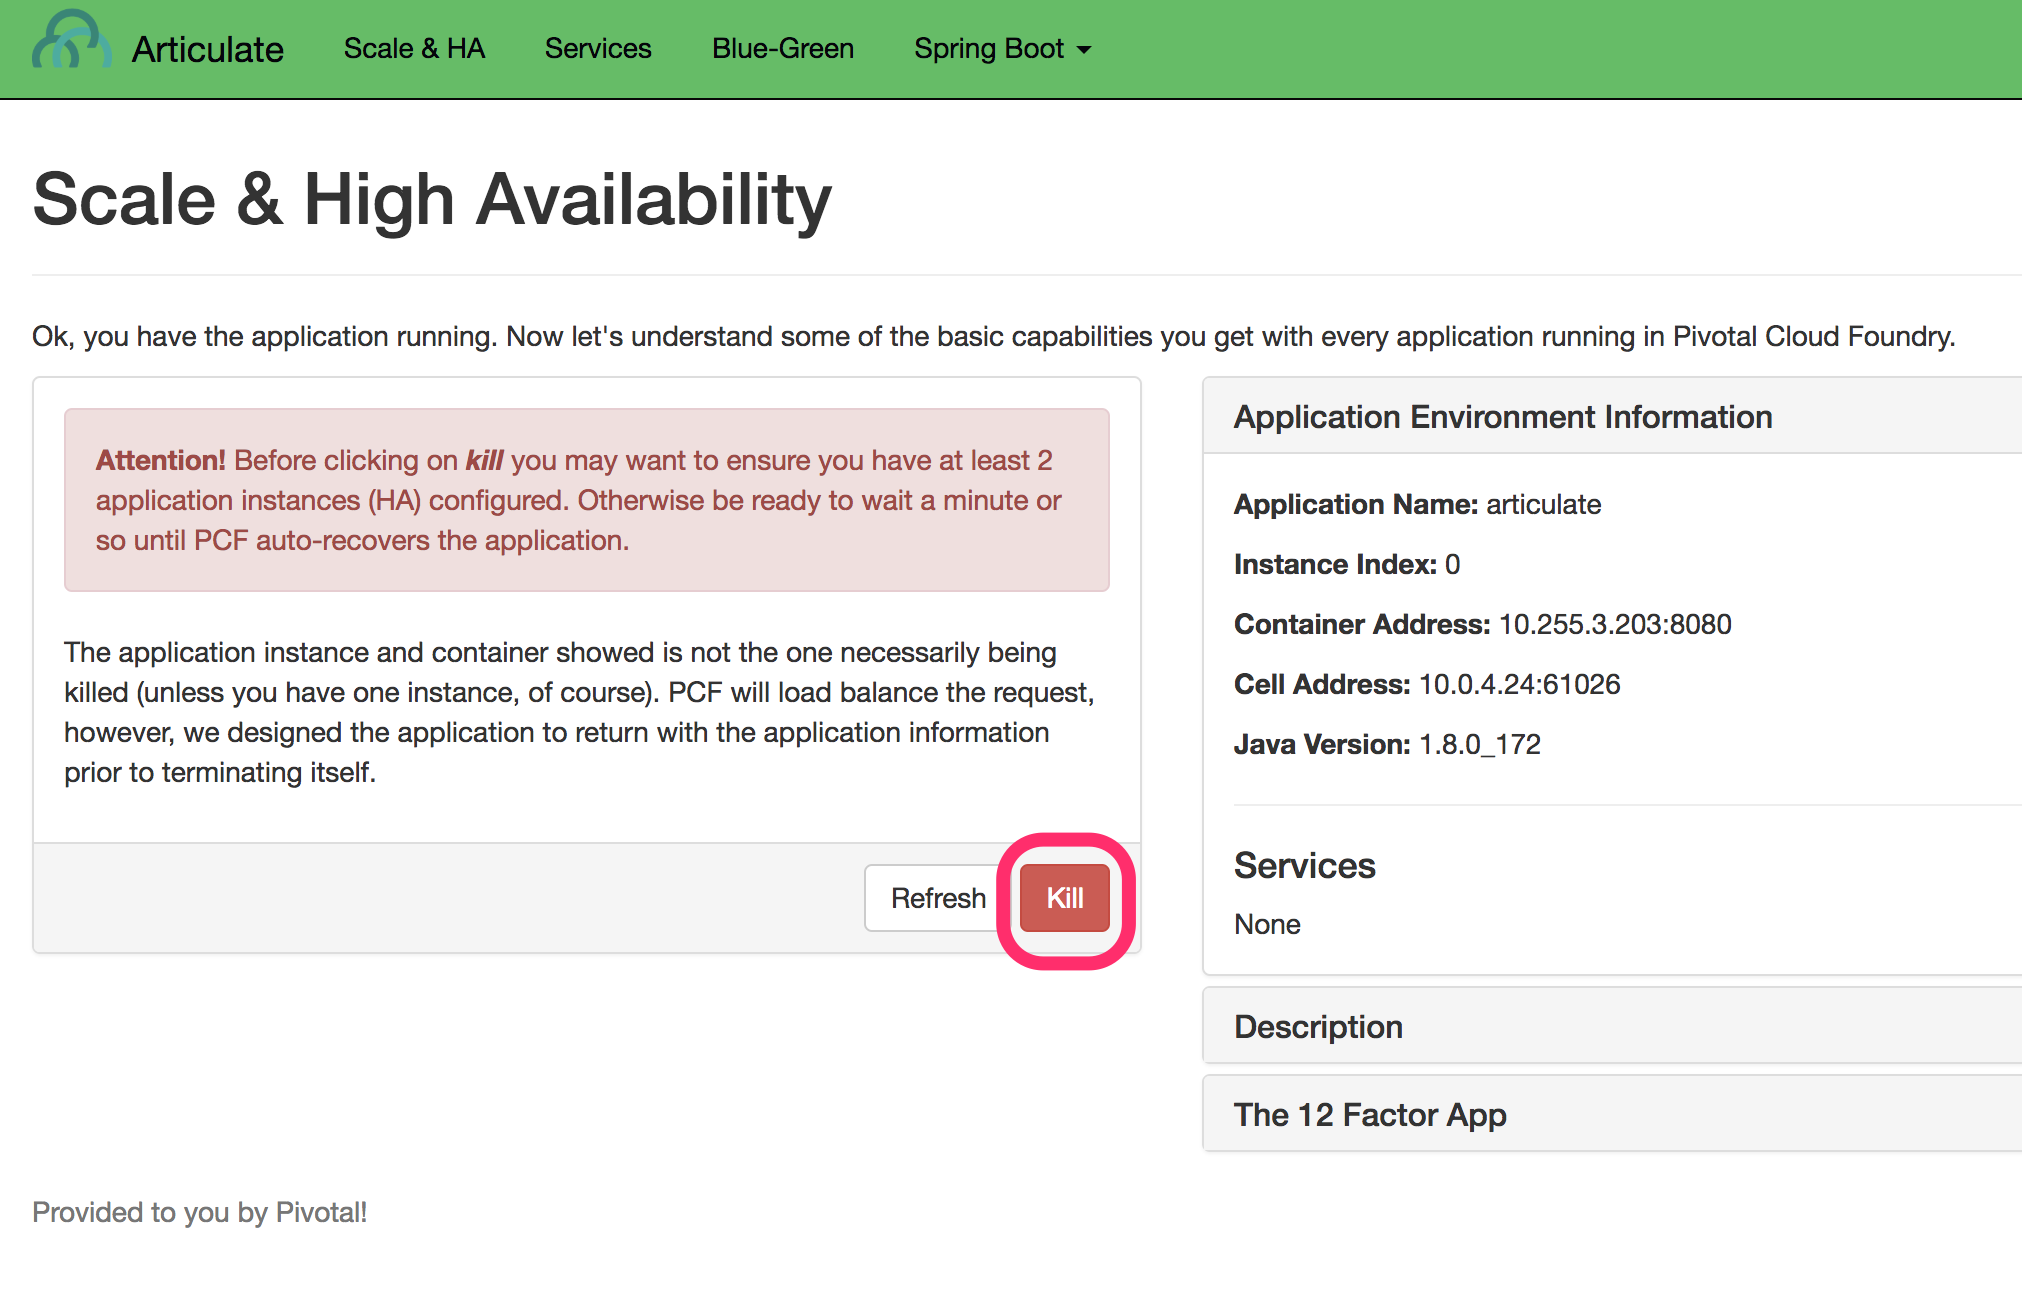 Articulate Scale & HA Services Blue-Green Spring Boot
Scale & High Availability
Ok, you have the application running. Now let's understand some of the basic capabilities you get with every application running in Pivotal Cloud Foundry.
Attention! Before clicking on kill you may want to ensure you have at least 2
application instances (HA) configured. Otherwise be ready to wait a minute or
so until PCF auto-recovers the application.
The application instance and container showed is not the one necessarily being
killed (unless you have one instance, of course). PCF will load balance the request,
however, we designed the application to return with the application information
prior to terminating itself.
Refresh Kill
Application Environment Information
Application Name: articulate
Instance Index: 0
Container Address: 10.255.3.203:8080
Cell Address: 10.0.4.24:61026
Java Version: 1.8.0_172
Services
None
Description
The 12 Factor App
Provided to you by Pivotal!